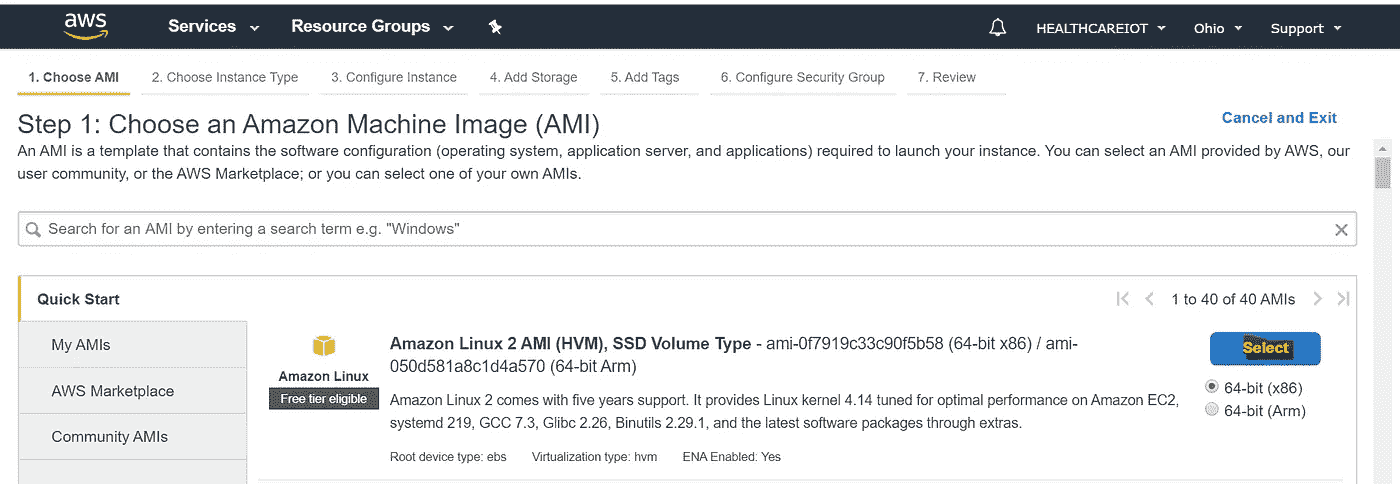 aws Services Resource Groups HEALTHCAREIOT Ohio Support
1. Choose AMI 2. Choose Instance Type 3. Configure Instance 4. Add Storage 5. Add Tags 6. Configure Security Group 7. Review
Step 1: Choose an Amazon Machine Image (AMI)
Cancel and Exit
An AMI is a template that contains the software configuration (operating system, application server, and applications) required to launch your instance. You can select an AMI provided by AWS, our
user community, or the AWS Marketplace; or you can select one of your own AMIs.
Search for an AMI by entering a search term e.g. "Windows"
Quick Start
1 to 40 of 40 AMIs
My AMIs
AWS Marketplace
Community AMIs
Amazon Linux
Free tier eligible
Amazon Linux 2 AMI (HVM), SSD Volume Type - ami-0f7919c33c90f5b58 (64-bit x86) / ami-
050d581a8c1d4a570 (64-bit Arm)
Amazon Linux 2 comes with five years support. It provides Linux kernel 4.14 tuned for optimal performance on Amazon EC2,
systemd 219, GCC 7.3, Glibc 2.26, Binutils 2.29.1, and the latest software packages through extras.
Root device type: ebs Virtualization type: hvm ENA Enabled: Yes
Select
64-bit (x86)
64-bit (Arm)